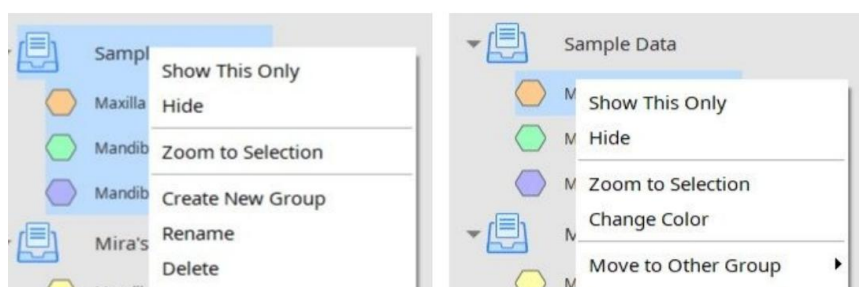 Sampl
Show This Only
Maxilla
Hide
Mandib
Zoom to Selection
Mandib
Create New Group
Mira's
Rename
Delete
Sample Data
M
Show This Only
M
Hide
M
Zoom to Selection
Change Color
M
Move to Other Group